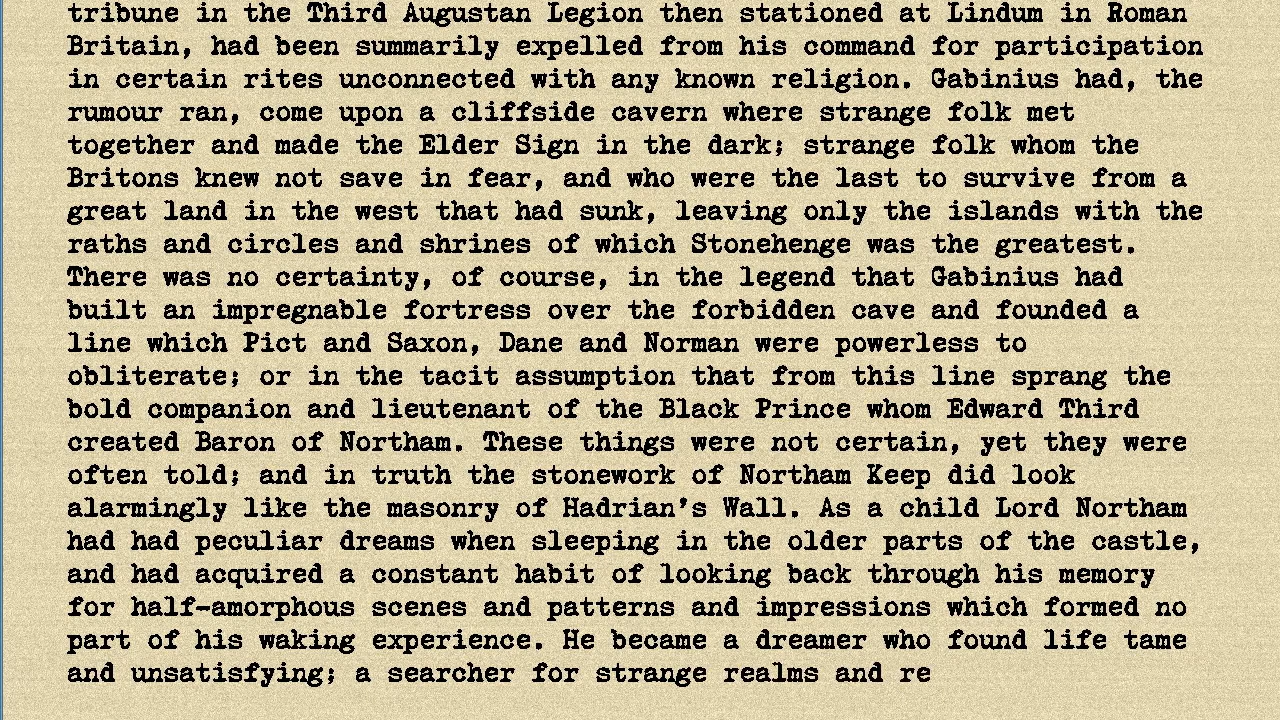 tribune in the Third Augustan Legion then stationed at Lindum in Roman
Britain, had been summarily expelled from his command for participation
in certain rites unconnected with any known religion. Gabinius had, the
rumour ran, come upon a cliffside cavern where strange folk met
together and made the Elder Sign in the dark; strange folk whom the
Britons knew not save in fear, and who were the last to survive from a
great land in the west that had sunk, leaving only the islands with the
raths and circles and shrines of which Stonehenge was the greatest.
There was no certainty, of course, in the legend that Gabinius had
built an impregnable fortress over the forbidden cave and founded a
line which Pict and Saxon, Dane and Norman were powerless to
obliterate; or in the tacit assumption that from this line sprang the
bold companion and lieutenant of the Black Prince whom Edward Third
created Baron of Northam. These things were not certain, yet they were
often told; and in truth the stonework of Northam Keep did look
alarmingly like the masonry of Hadrian's Wall. As a child Lord Northam
had had peculiar dreams when sleeping in the older parts of the castle,
and had acquired a constant habit of looking back through his memory
for half-amorphous scenes and patterns and impressions which formed no
part of his waking experience. He became a dreamer who found life tame
and unsatisfying; a searcher for strange realms and re